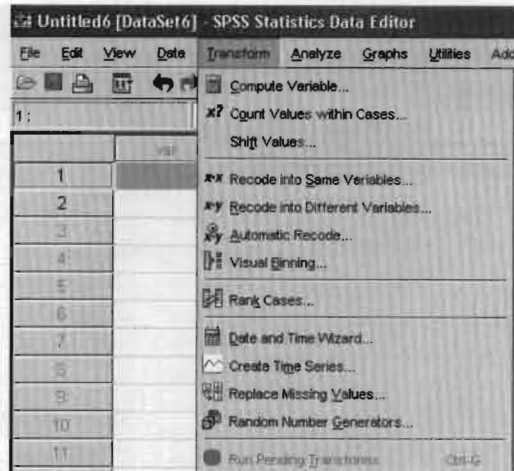 Untitled6 [DataSet6] - SPSS Statistics Data Editor
File Edit View Data Transform Analyze Graphs Utilities Add
1 :
var
1
2
3
4
5
6
7
8
9
10
11
Compute Variable...
x? Count Values within Cases...
Shift Values...
x•x Recode into Same Variables...
x•y Recode into Different Variables...
Automatic Recode...
Visual Binning...
Rank Cases...
Date and Time Wizard...
Create Time Series...
Replace Missing Values...
Random Number Generators...
Run Pending Transforms Ctrl-G